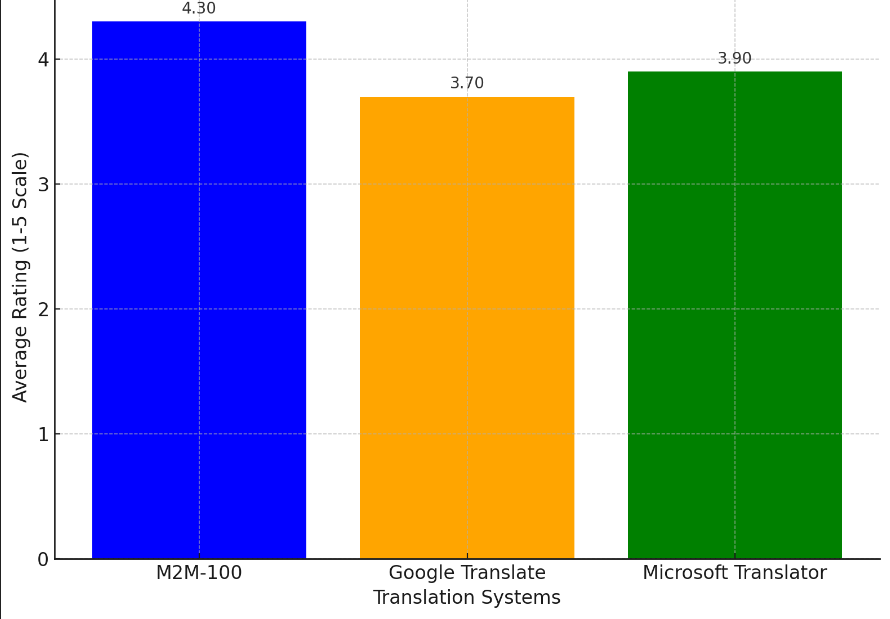 4.30
3.70
3.90
4
3
2
1
0
Average Rating (1-5 Scale)
M2M-100
Google Translate
Microsoft Translator
Translation Systems